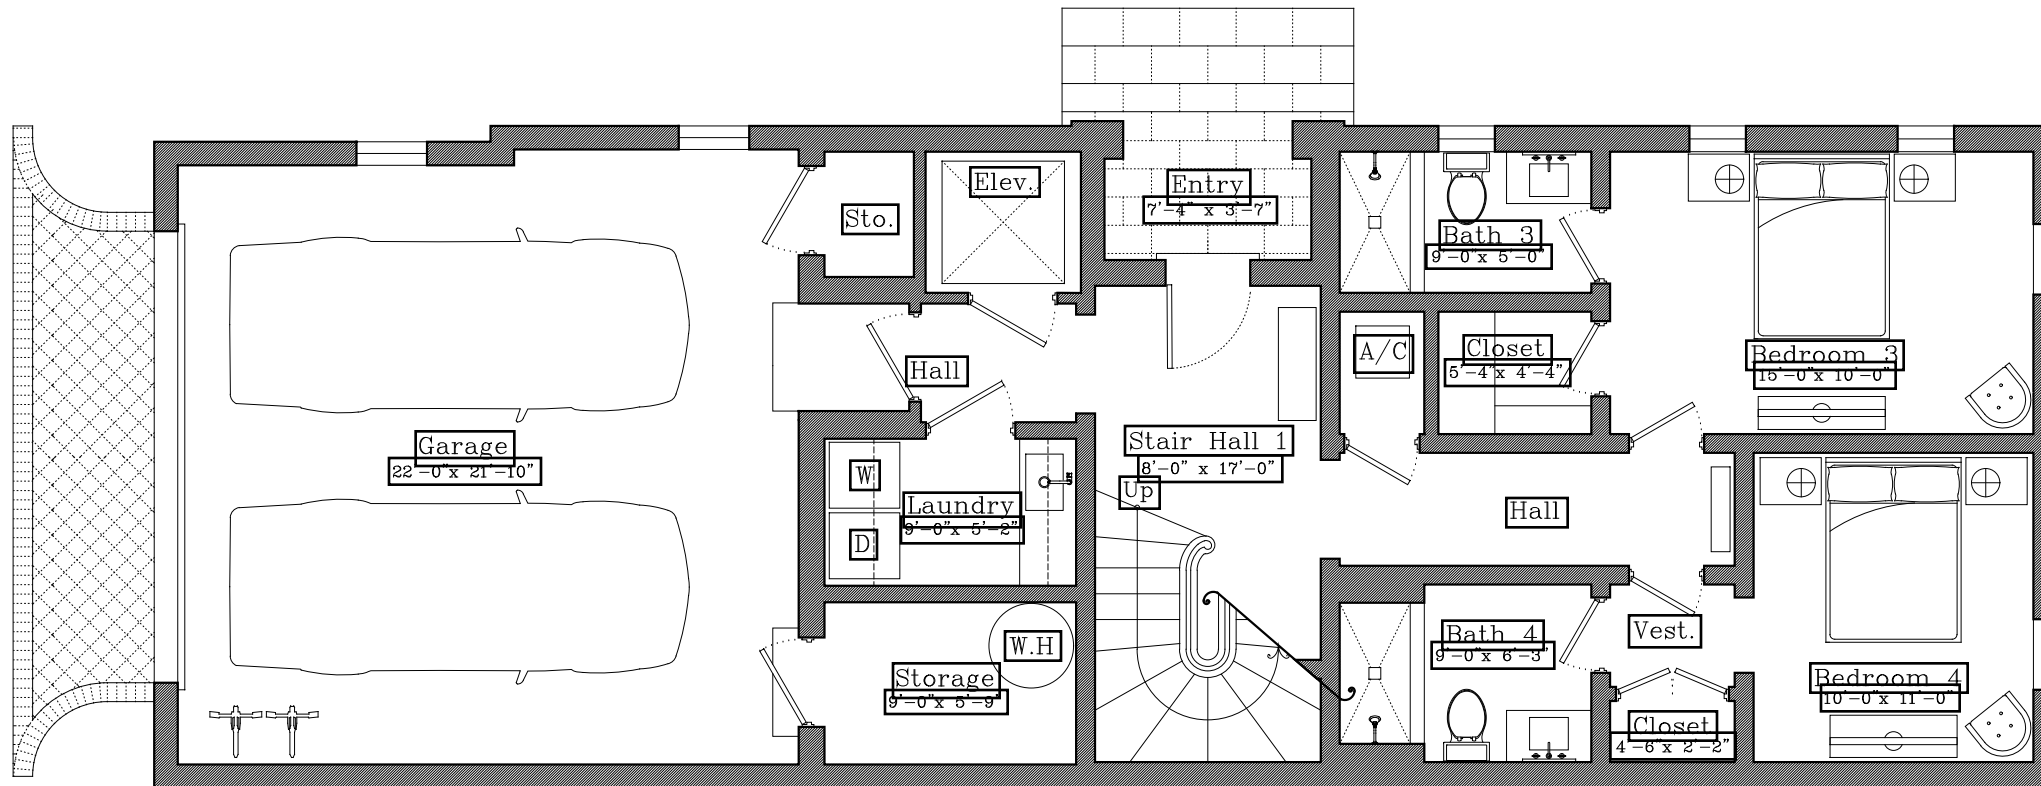 Elev.
Entry
7'-4" x 3'-7"
Sto.
Bath 3
9'-0"x 5'-0"
A/C
Closet
5'-4"x 4'-4"
Bedroom 3
15'-0"x 10'-0"
Hall
Garage
22'-0"x 21'-10"
Stair Hall 1
8'-0" x 17'-0"
Up
W
Laundry
9'-0"x 5'-2"
D
Hall
W.H
Storage
9'-0"x 5'-9"
Bath 4
9'-0"x 6'-3"
Vest.
Bedroom 4
10'-0"x 11'-0"
Closet
4'-6"x 2'-2"